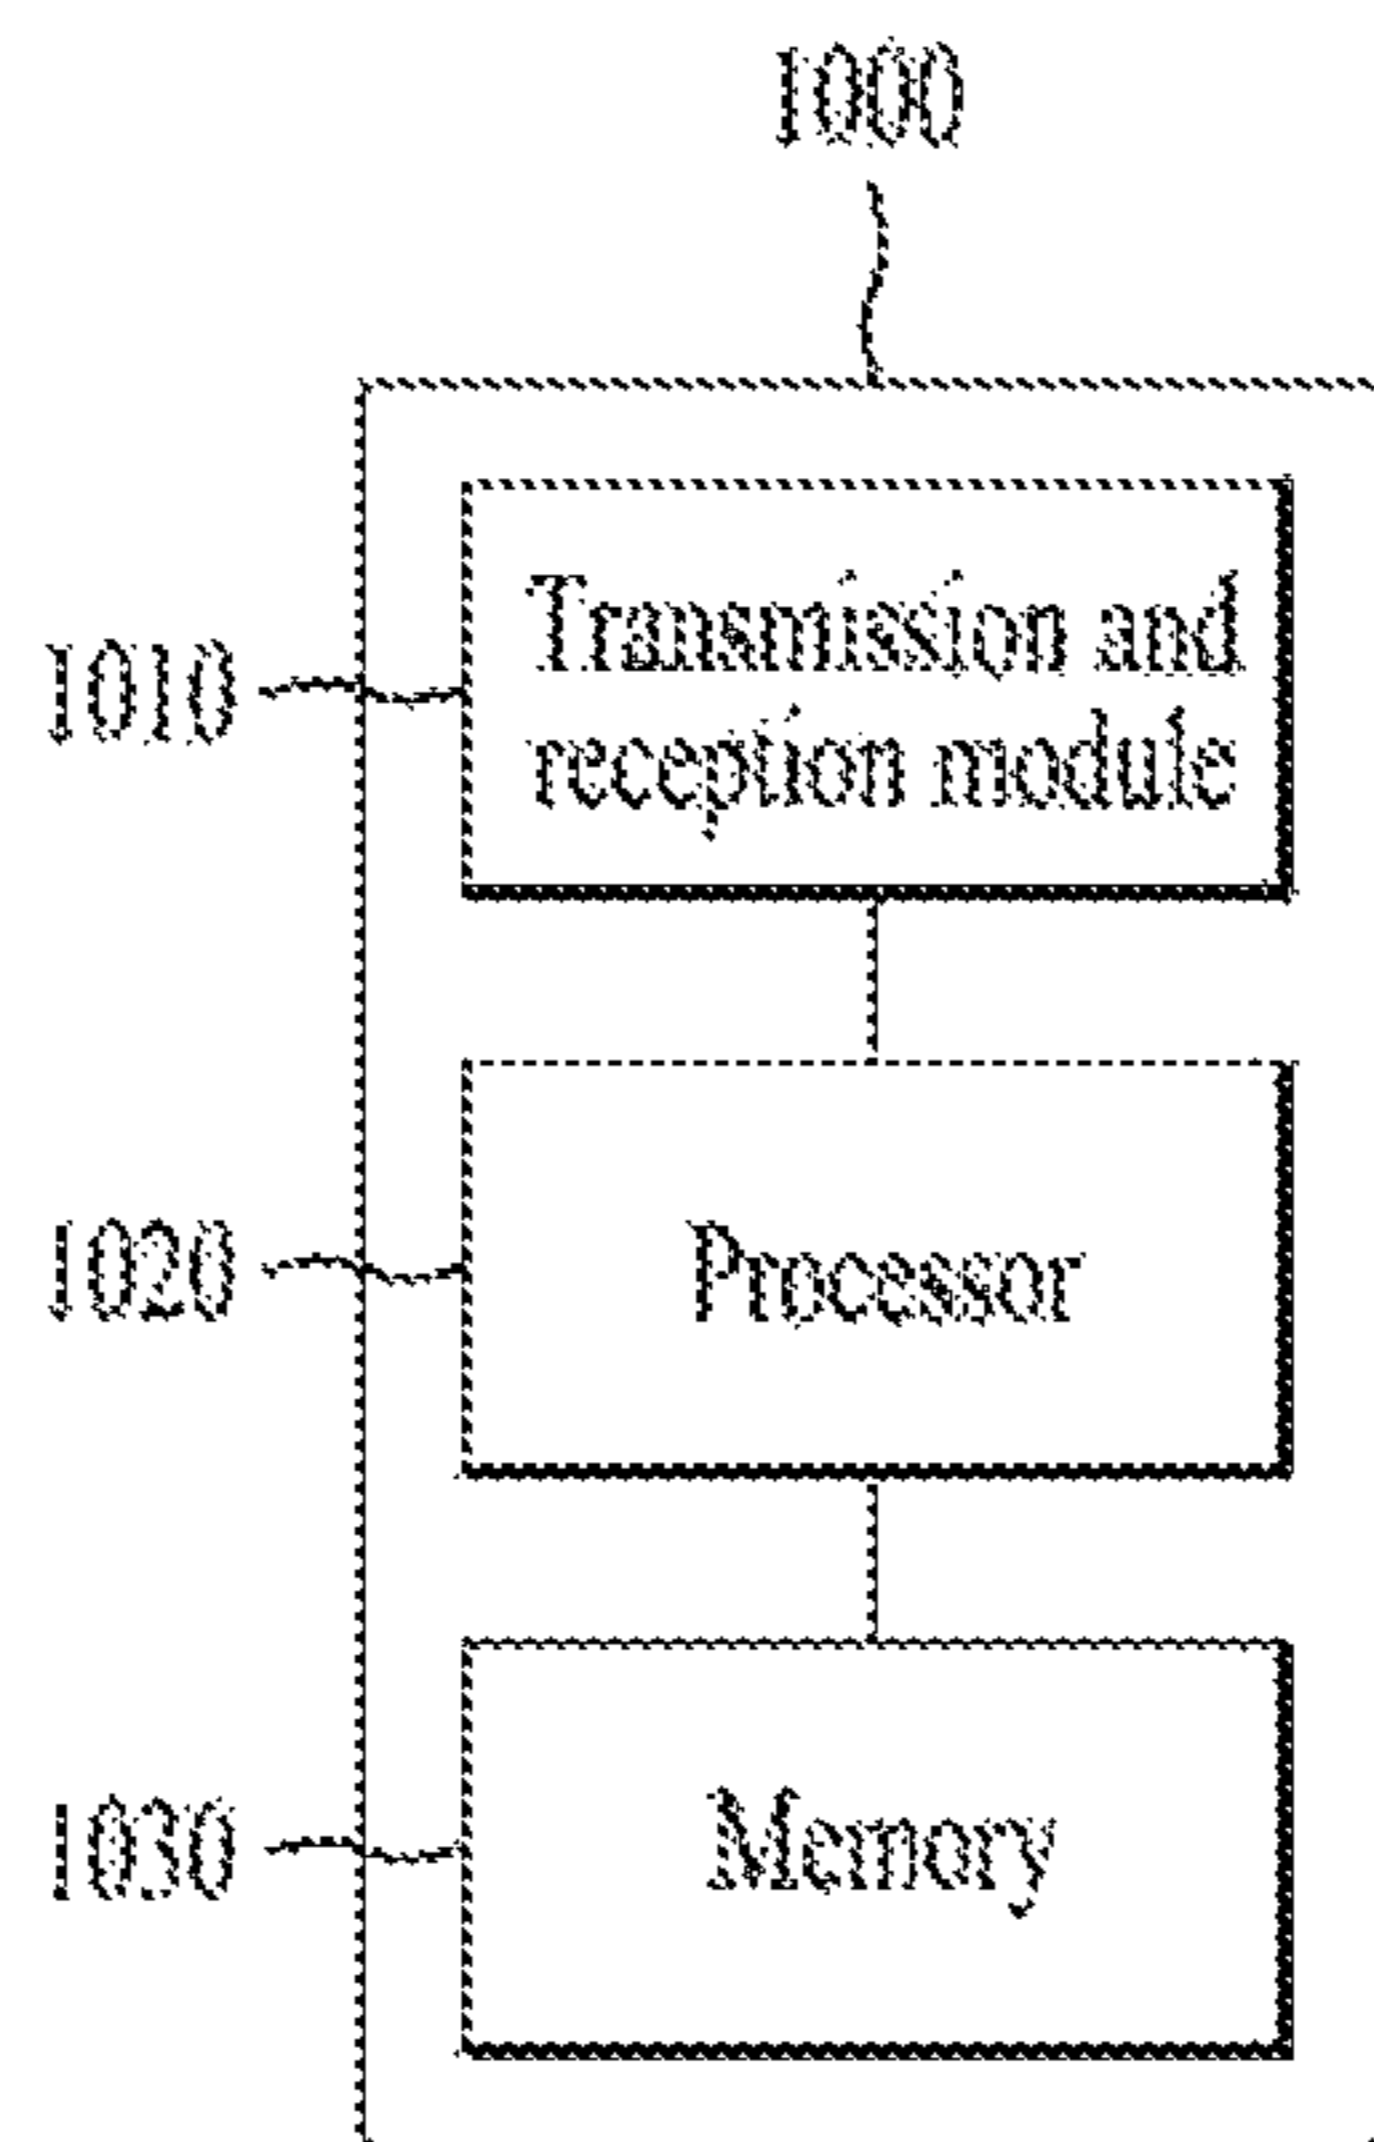 1000
1010
Transmission and
reception module
1020
Processor
1030
Memory